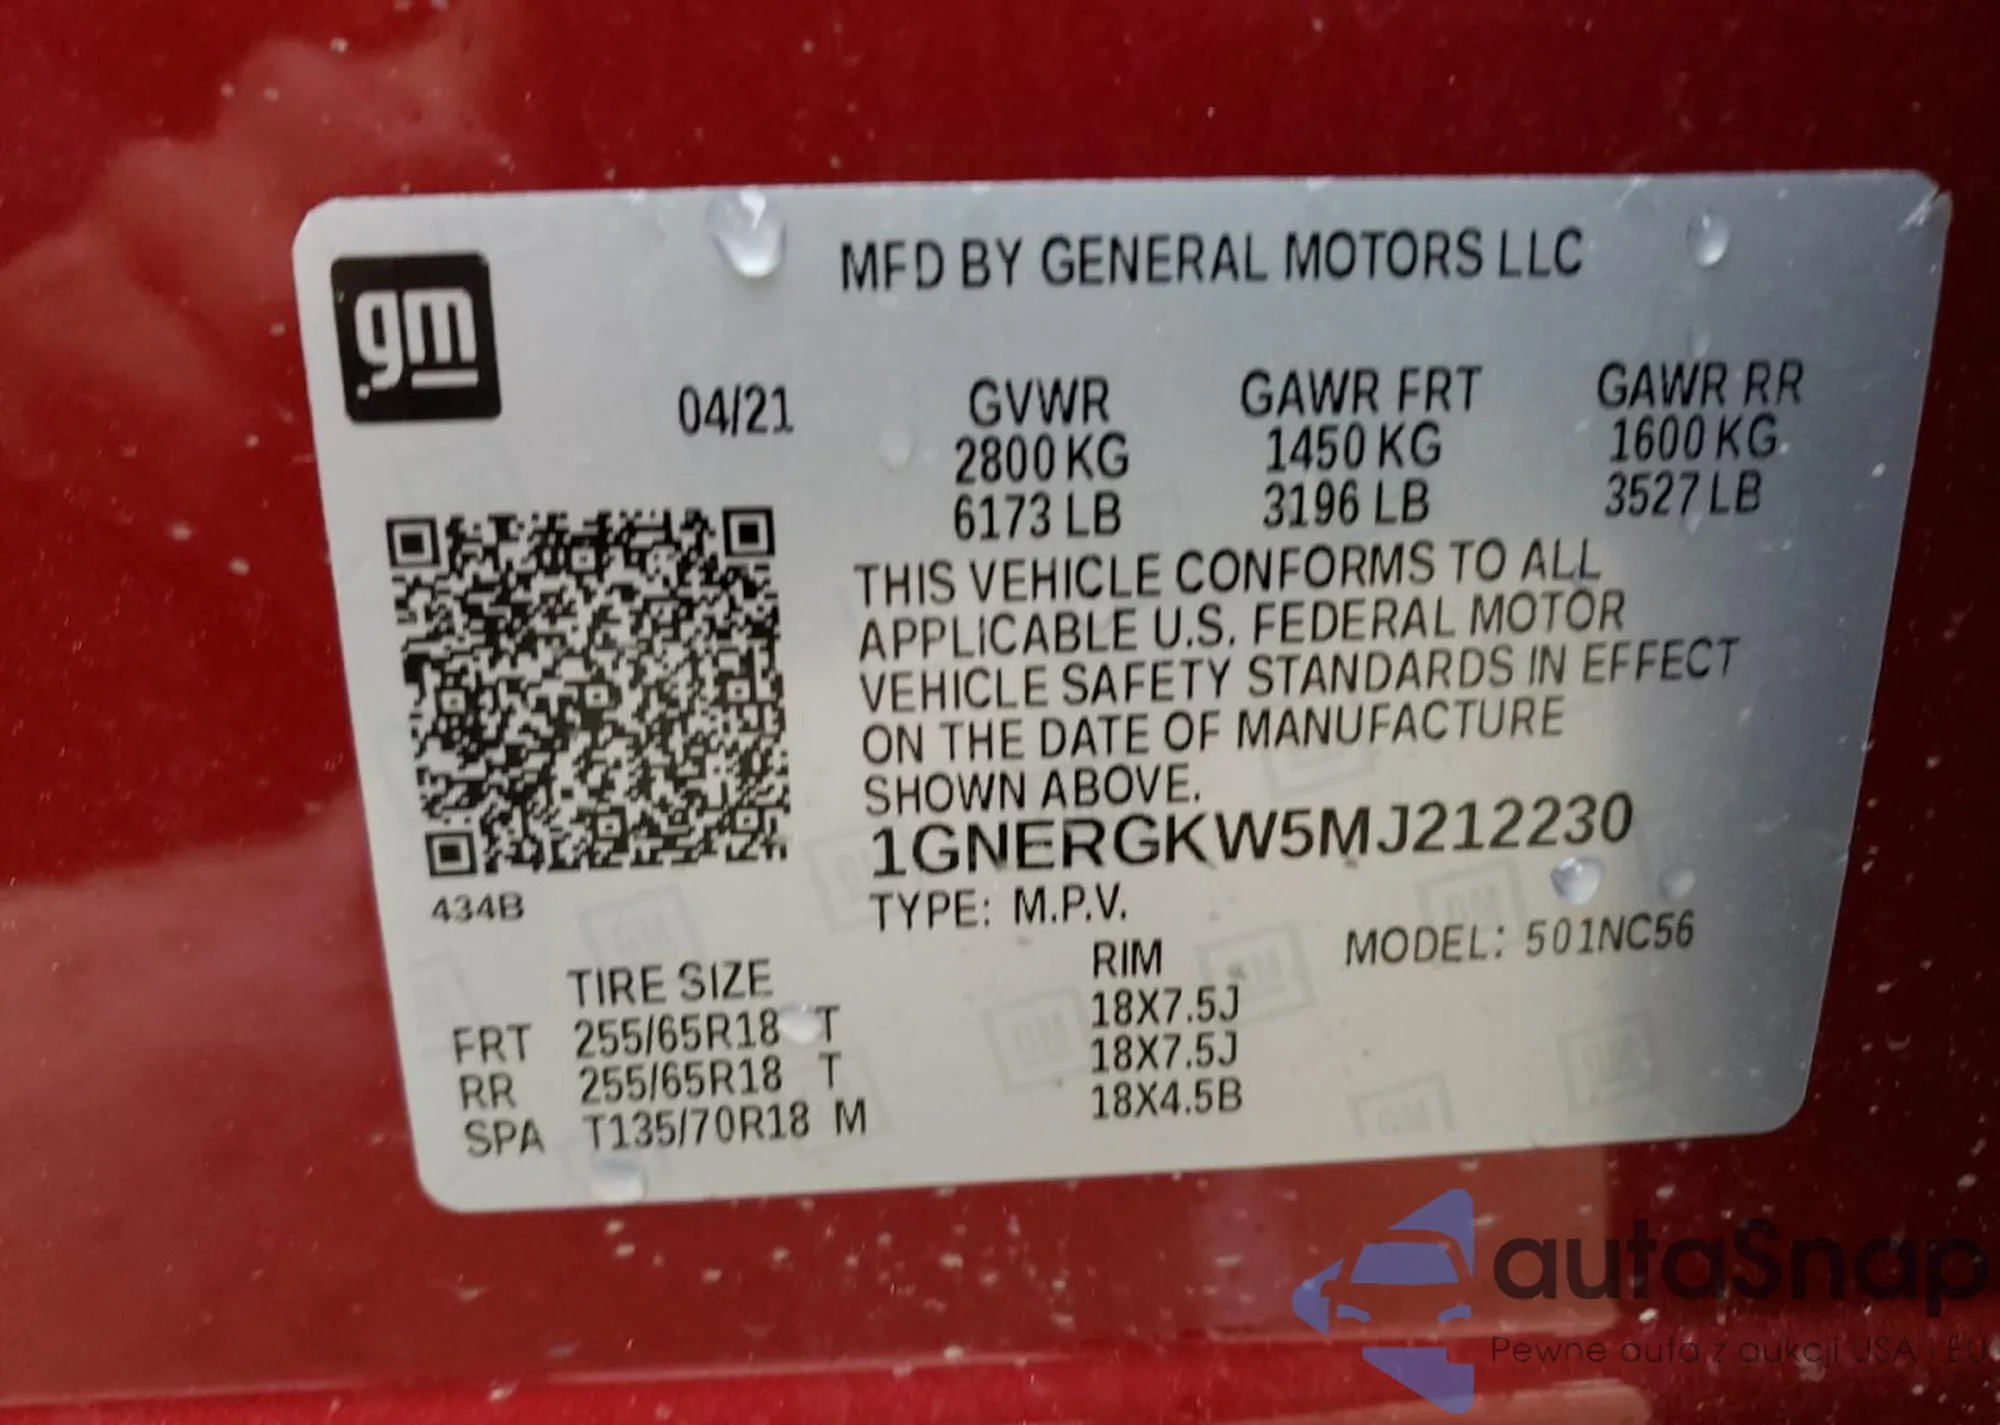 gm
MFD BY GENERAL MOTORS LLC
04/21
GVWR GAWR FRT GAWR RR
2800 KG 1450 KG 1600 KG
6173 LB 3196 LB 3527 LB
THIS VEHICLE CONFORMS TO ALL
APPLICABLE U.S. FEDERAL MOTOR
VEHICLE SAFETY STANDARDS IN EFFECT
ON THE DATE OF MANUFACTURE
SHOWN ABOVE.
1GNERGKW5MJ212230
434B
TYPE: M.P.V. MODEL: 501NC56
TIRE SIZE RIM
FRT 255/65R18 T 18X7.5J
RR 255/65R18 T 18X7.5J
SPA T135/70R18 M 18X4.5B
autaSnap
Pewne auta z aukcji USA i EU